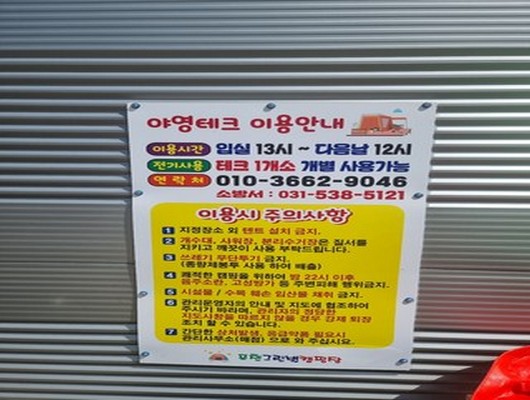 야영테크 이용안내
이용시간 입실 13시 ~ 다음날 12시
전기사용 테크 1개소 개별 사용가능
연락처 010-3662-9046
소방서 : 031-538-5121
이용시 주의사항
1 지정장소 외 텐트 설치 금지.
2 개수대, 샤워장, 분리수거장은 질서를
지키고 깨끗이 사용 부탁드립니다.
3 쓰레기 무단투기 금지.
(종량제봉투 사용 하여 배출)
4 쾌적한 캠핑을 위하여 밤 22시 이후
음주소란, 고성방가 등 주변피해 행위금지.
5 시설물 / 수목 훼손 임산물 채취 금지.
6 관리운영자의 안내 및 지도에 협조하여
주시기 바라며, 관리자의 정당한
지도사항을 따르지 않을 경우 강제 퇴장
조치 할 수 있습니다.
7 간단한 상처발생, 응급약품 필요시
관리사무소(매점) 으로 와 주십시요.
캠핑장